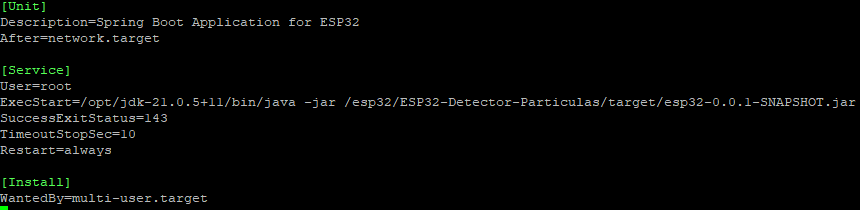 [Unit]
Description=Spring Boot Application for ESP32
After=network.target
[Service]
User=root
ExecStart=/opt/jdk-21.0.5+11/bin/java -jar /esp32/ESP32-Detector-Particulas/target/esp32-0.0.1-SNAPSHOT.jar
SuccessExitStatus=143
TimeoutStopSec=10
Restart=always
[Install]
WantedBy=multi-user.target